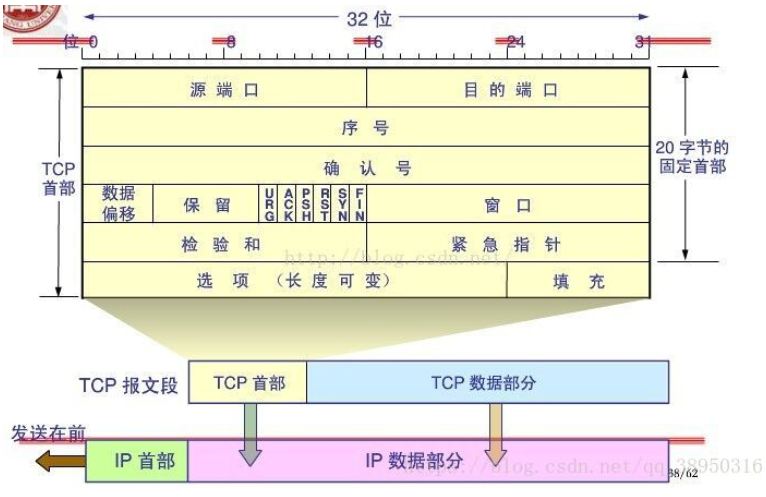 32 位
位 0 8 16 24 31
源 端 口 目 的 端 口
序 号
TCP
首部
20 字节的
固定首部
确 认 号
数据
偏移
保 留
URG
ACK
PSH
RST
SYN
FIN
窗 口
检 验 和 紧 急 指 针
http://blog.csdn.net/
选 项 （长 度 可 变） 填 充
TCP 报文段 TCP 首部 TCP 数据部分
发送在前
IP 首部 IP 数据部分
https://blog.csdn.net/qq_38950316
38/62